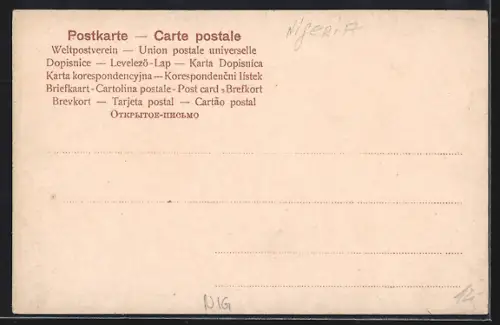 Postkarte — Carte postale
Nigeria
Weltpostverein — Union postale universelle
Dopisnice — Levelező-Lap — Karta Dopisnica
Karta korespondencyjna — Korespondenční lístek
Briefkaart - Cartolina postale - Post card - Brefkort
Brevkort — Tarjeta postal — Cartão postal
Открытое-письмо
NIG